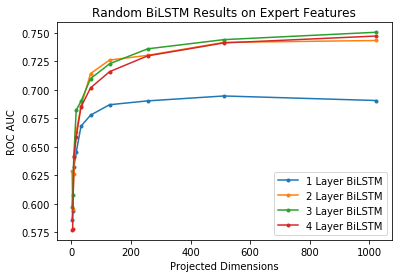 Random BiLSTM Results on Expert Features
ROC AUC
0.750
0.725
0.700
0.675
0.650
0.625
0.600
0.575
1 Layer BiLSTM
2 Layer BiLSTM
3 Layer BiLSTM
4 Layer BiLSTM
0 200 400 600 800 1000
Projected Dimensions